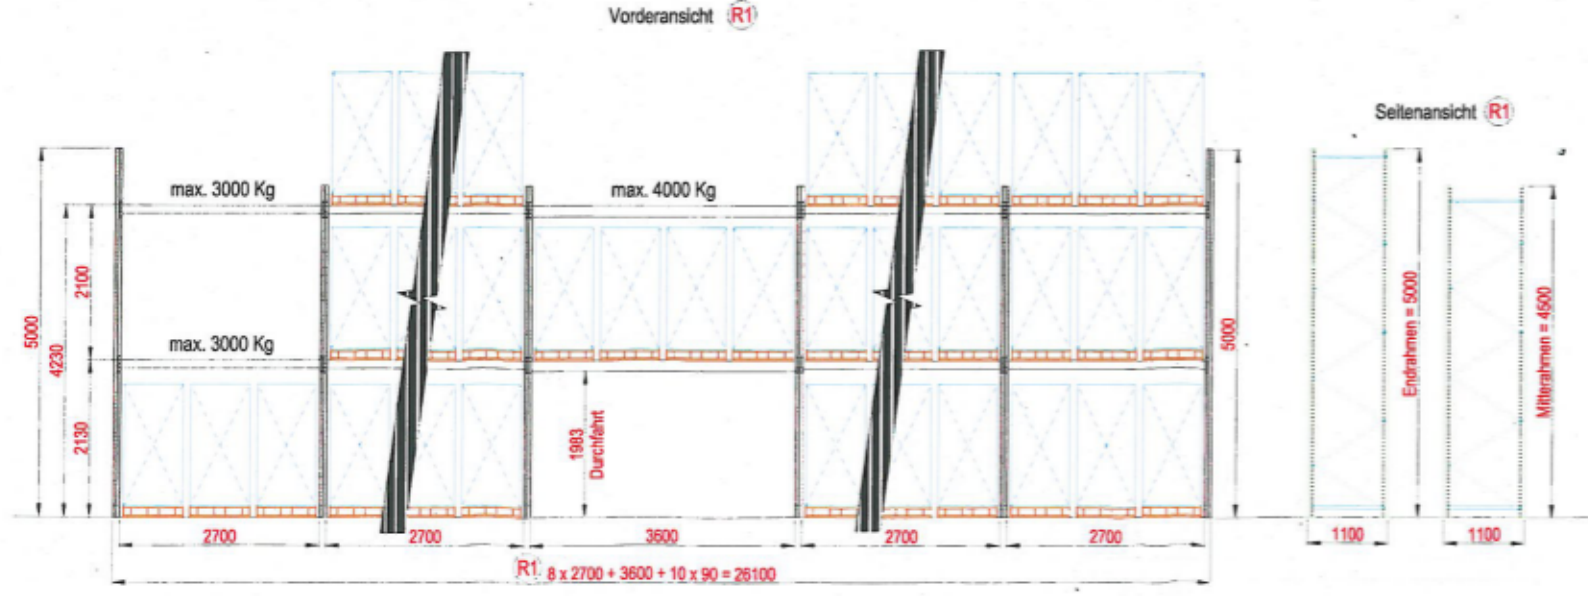 Vorderansicht R1
Seitenansicht R1
max. 3000 Kg
max. 4000 Kg
max. 3000 Kg
5000
4230
2100
2130
1983
Durchfahrt
5000
Endrahmen = 5000
Mitterahmen = 4500
2700
2700
3600
2700
2700
1100
1100
R1 8 x 2700 + 3600 + 10 x 90 = 26100